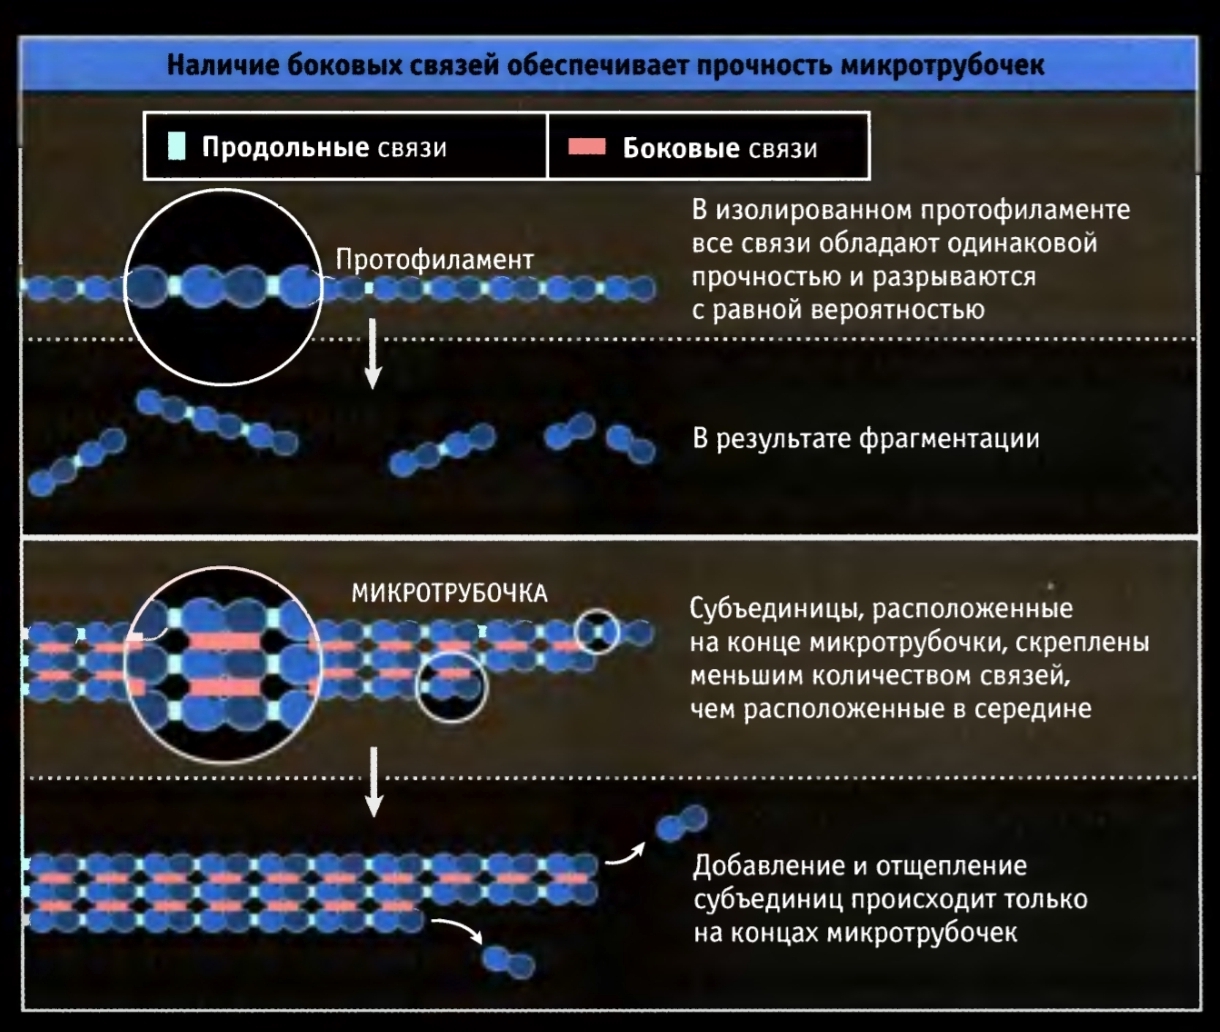 Наличие боковых связей обеспечивает прочность микротрубочек
Продольные связи
Боковые связи
Протофиламент
В изолированном протофиламенте
все связи обладают одинаковой
прочностью и разрываются
с равной вероятностью
В результате фрагментации
МИКРОТРУБОЧКА
Субъединицы, расположенные
на конце микротрубочки, скреплены
меньшим количеством связей,
чем расположенные в середине
Добавление и отщепление
субъединиц происходит только
на концах микротрубочек